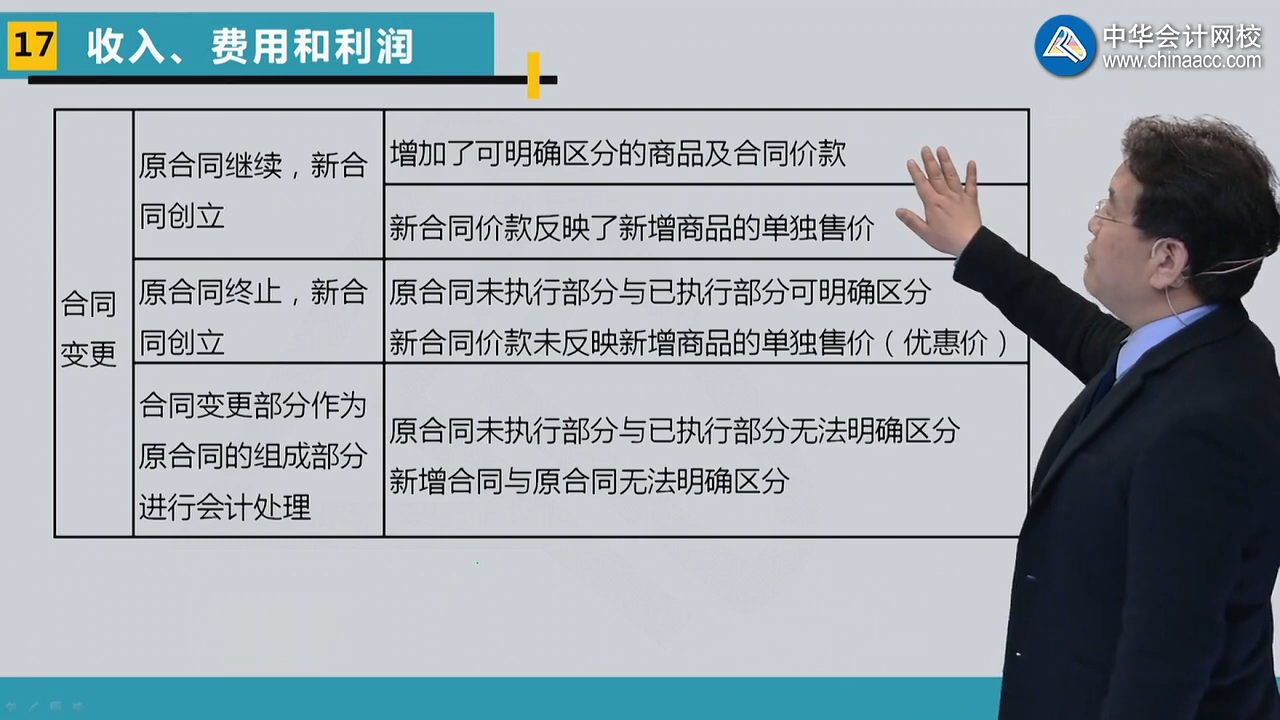 17 收入、费用和利润
中华会计网校
www.chinaacc.com
合同
变更
原合同继续，新合
同创立
增加了可明确区分的商品及合同价款
新合同价款反映了新增商品的单独售价
原合同终止，新合
同创立
原合同未执行部分与已执行部分可明确区分
新合同价款未反映新增商品的单独售价（优惠价）
合同变更部分作为
原合同的组成部分
进行会计处理
原合同未执行部分与已执行部分无法明确区分
新增合同与原合同无法明确区分